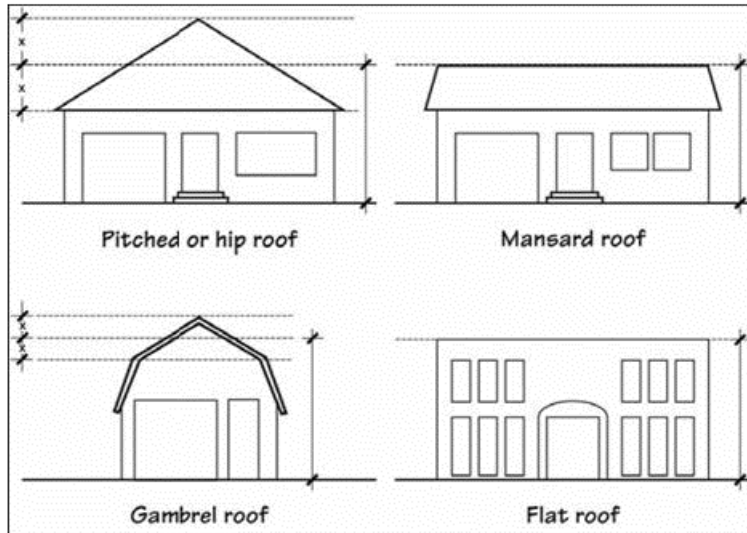 x
x
Pitched or hip roof
Mansard roof
x
x
Gambrel roof
Flat roof